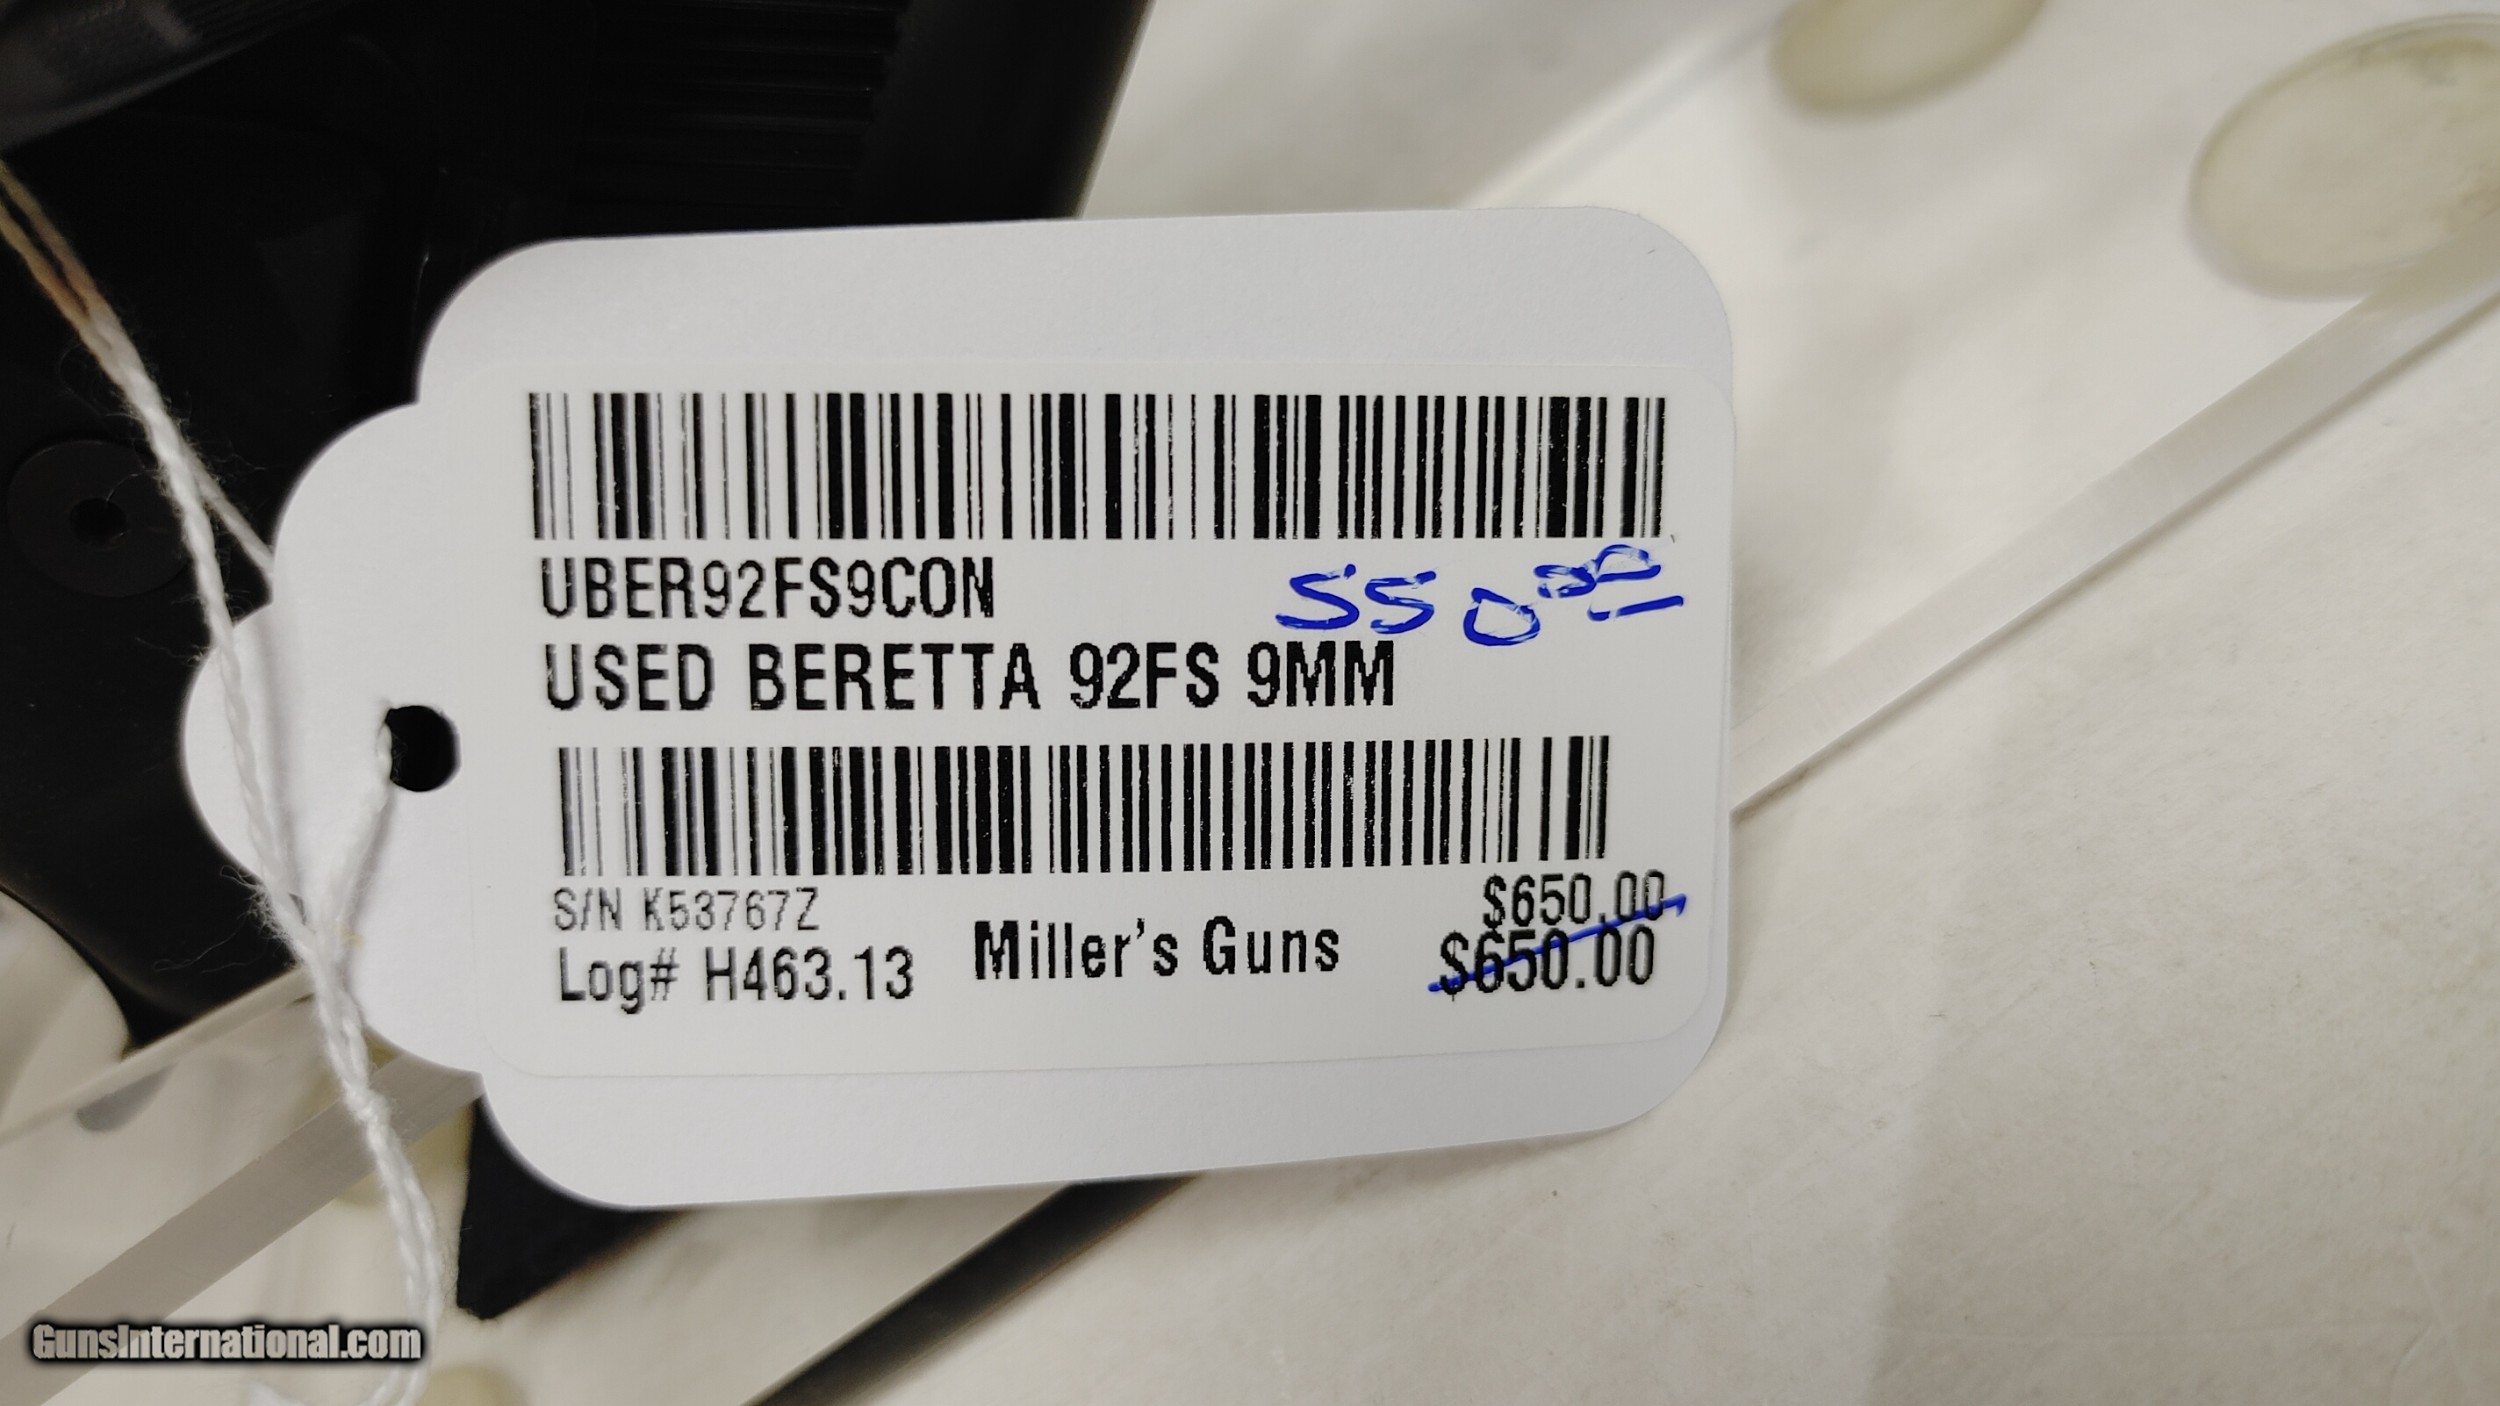 UBER92FS9CON
550.00
USED BERETTA 92FS 9MM
S/N K53767Z
$650.00
Log# H463.13
Miller's Guns
$650.00
GunsInternational.com